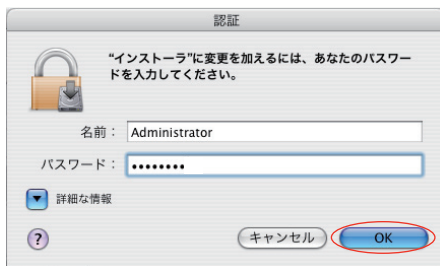 認証
“インストーラ”に変更を加えるには、あなたのパスワー
ドを入力してください。
名前： Administrator
パスワード： ••••••••
詳細な情報
? キャンセル OK